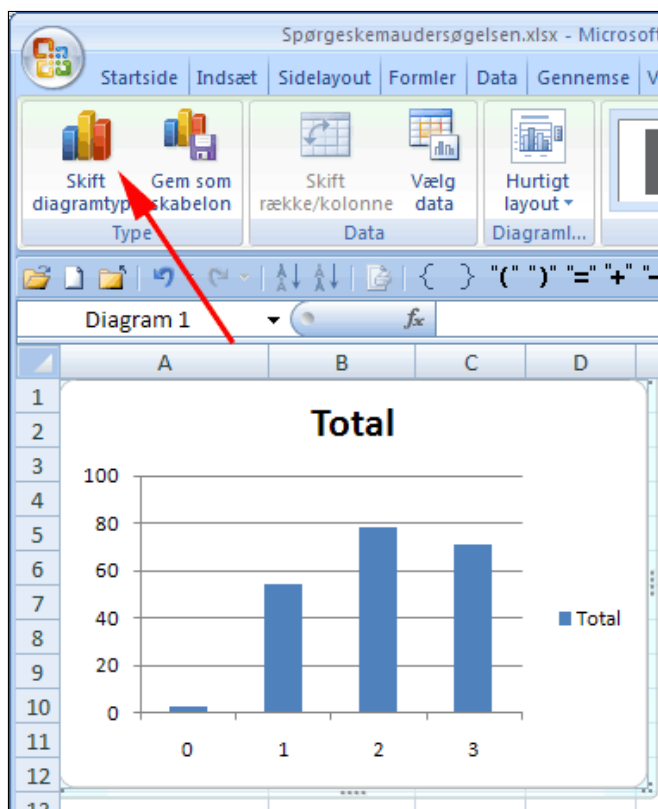 Spørgeskemaudersøgelsen.xlsx - Microsoft
Startside Indsæt Sidelayout Formler Data Gennemse V
Skift diagramtyp
Gem som skabelon
Skift række/kolonne
Vælg data
Hurtigt layout
Type Data Diagraml...
{ } "(" ")" "=" "+" "-
Diagram 1 fx
A B C D
1
2
3
4
5
6
7
8
9
10
11
12
13
Total
100
80
60
40
20
0
0 1 2 3
Total